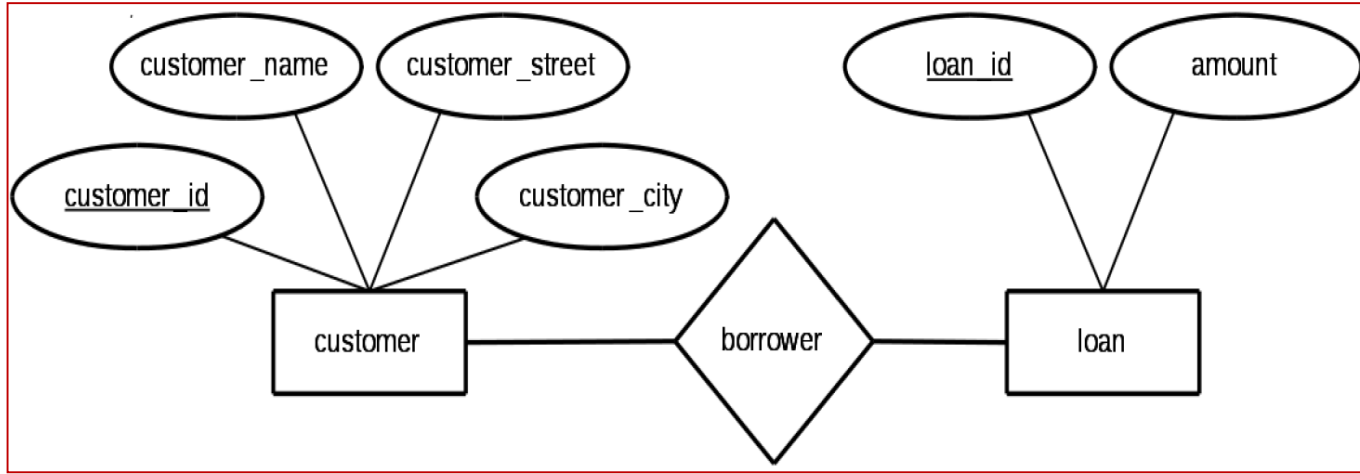 customer_name
customer_street
loan_id
amount
customer_id
customer_city
customer
borrower
loan